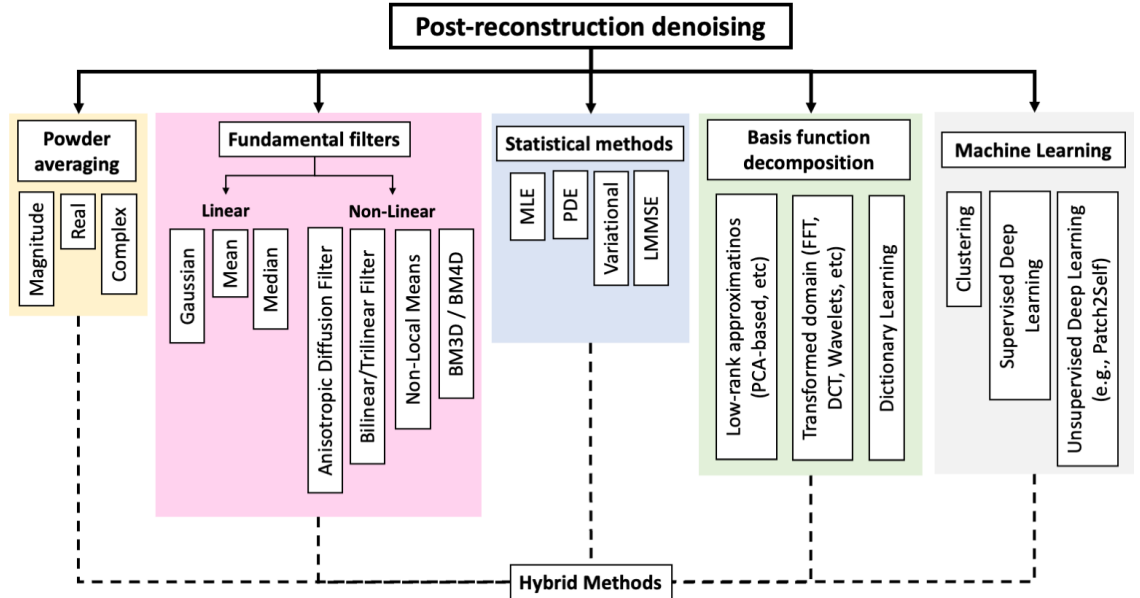 Post-reconstruction denoising
Powder
averaging
Magnitude
Real
Complex
Fundamental filters
Linear
Non-Linear
Gaussian
Mean
Median
Anisotropic Diffusion Filter
Bilinear/Trilinear Filter
Non-Local Means
BM3D / BM4D
Statistical methods
MLE
PDE
Variational
LMMSE
Basis function
decomposition
Low-rank approximatinos
(PCA-based, etc)
Transformed domain (FFT,
DCT, Wavelets, etc)
Dictionary Learning
Machine Learning
Clustering
Supervised Deep
Learning
Unsupervised Deep Learning
(e.g., Patch2Self)
Hybrid Methods